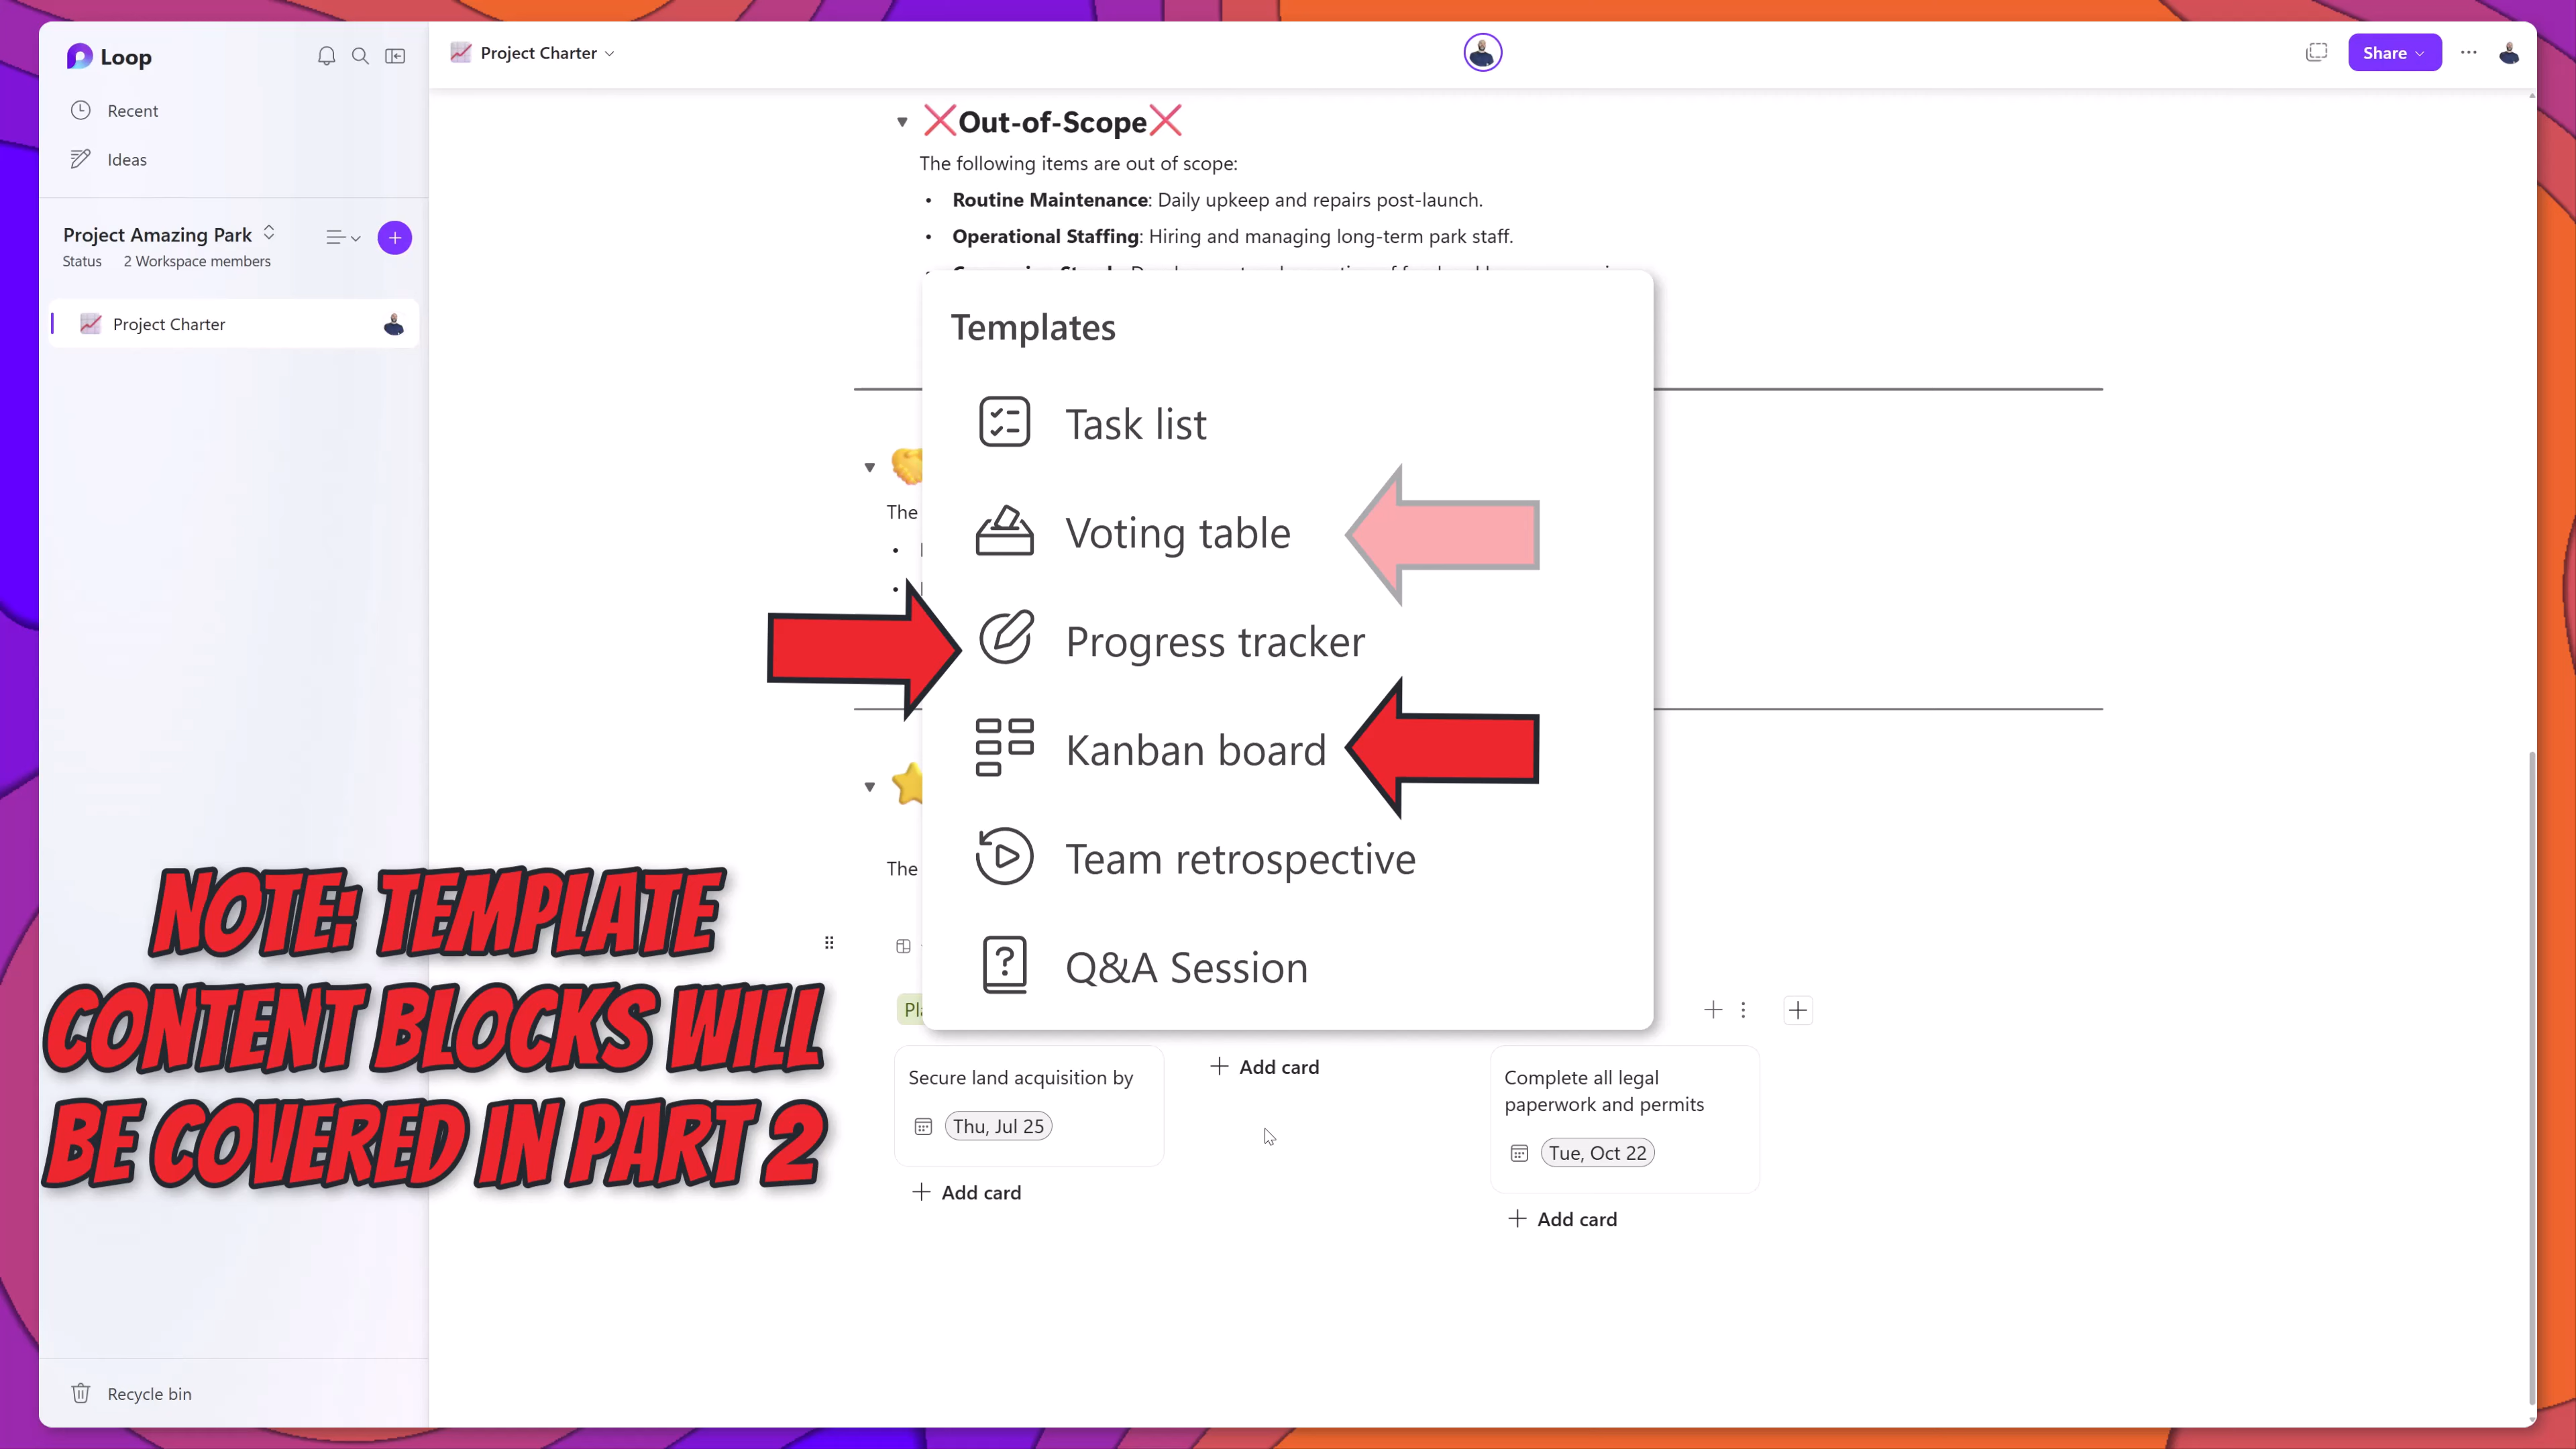 Loop
Recent
Ideas
Project Amazing Park
Status 2 Workspace members
Project Charter
Recycle bin
Project Charter
Share
❌Out-of-Scope❌
The following items are out of scope:
• Routine Maintenance: Daily upkeep and repairs post-launch.
• Operational Staffing: Hiring and managing long-term park staff.
The
The
Templates
Task list
Voting table
Progress tracker
Kanban board
Team retrospective
Q&A Session
Secure land acquisition by
Thu, Jul 25
Add card
Add card
Complete all legal
paperwork and permits
Tue, Oct 22
Add card
NOTE: TEMPLATE
CONTENT BLOCKS WILL
BE COVERED IN PART 2